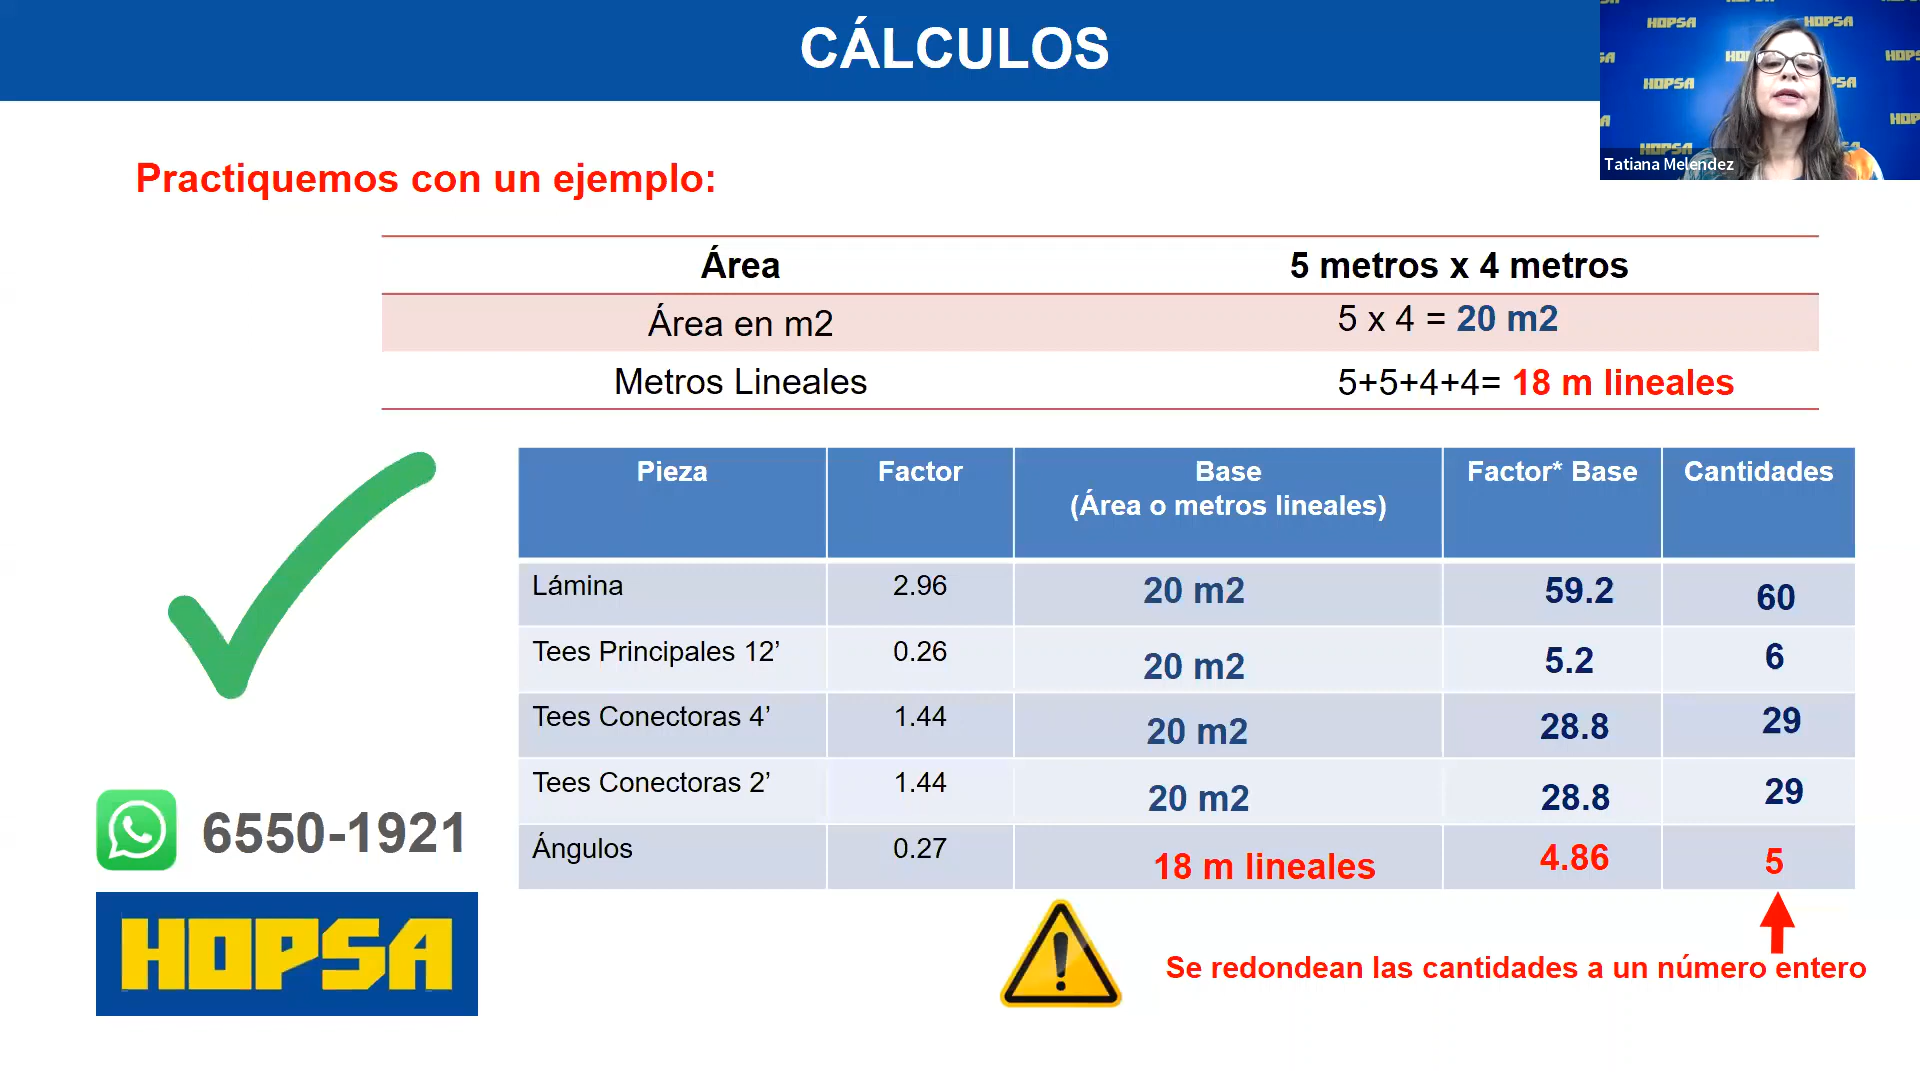 CÁLCULOS
HOPSA HOPSA
HOPSA
HOPSA
Tatiana Melendez
Practiquemos con un ejemplo:
Área 5 metros x 4 metros
Área en m2 5 x 4 = 20 m2
Metros Lineales 5+5+4+4= 18 m lineales
Pieza Factor Base Factor* Base Cantidades
(Área o metros lineales)
Lámina 2.96 20 m2 59.2 60
Tees Principales 12’ 0.26 20 m2 5.2 6
Tees Conectoras 4’ 1.44 20 m2 28.8 29
Tees Conectoras 2’ 1.44 20 m2 28.8 29
Ángulos 0.27 18 m lineales 4.86 5
6550-1921
HOPSA
Se redondean las cantidades a un número entero